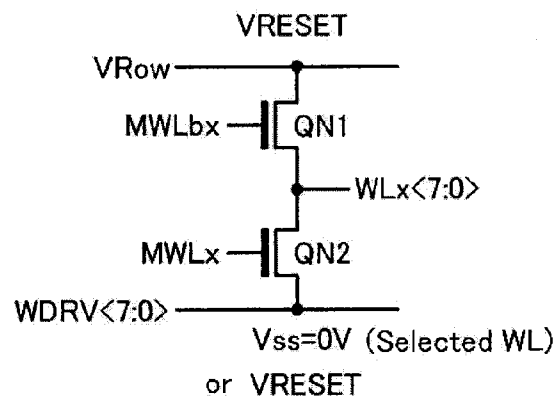 VRESET
VRow
MWLbx QN1
WLx<7:0>
MWLx QN2
WDRV<7:0>
Vss=0V (Selected WL)
or VRESET